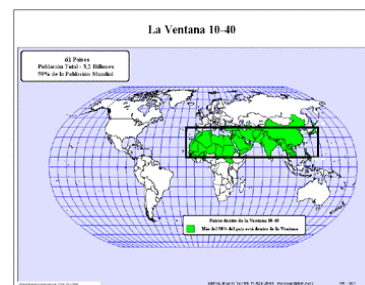 La Ventana 10-40
61 Países
Población Total - 3,2 Billones
59% de la Población Mundial
Países dentro de la Ventana 10-40
Más del 50% del país está dentro de la Ventana